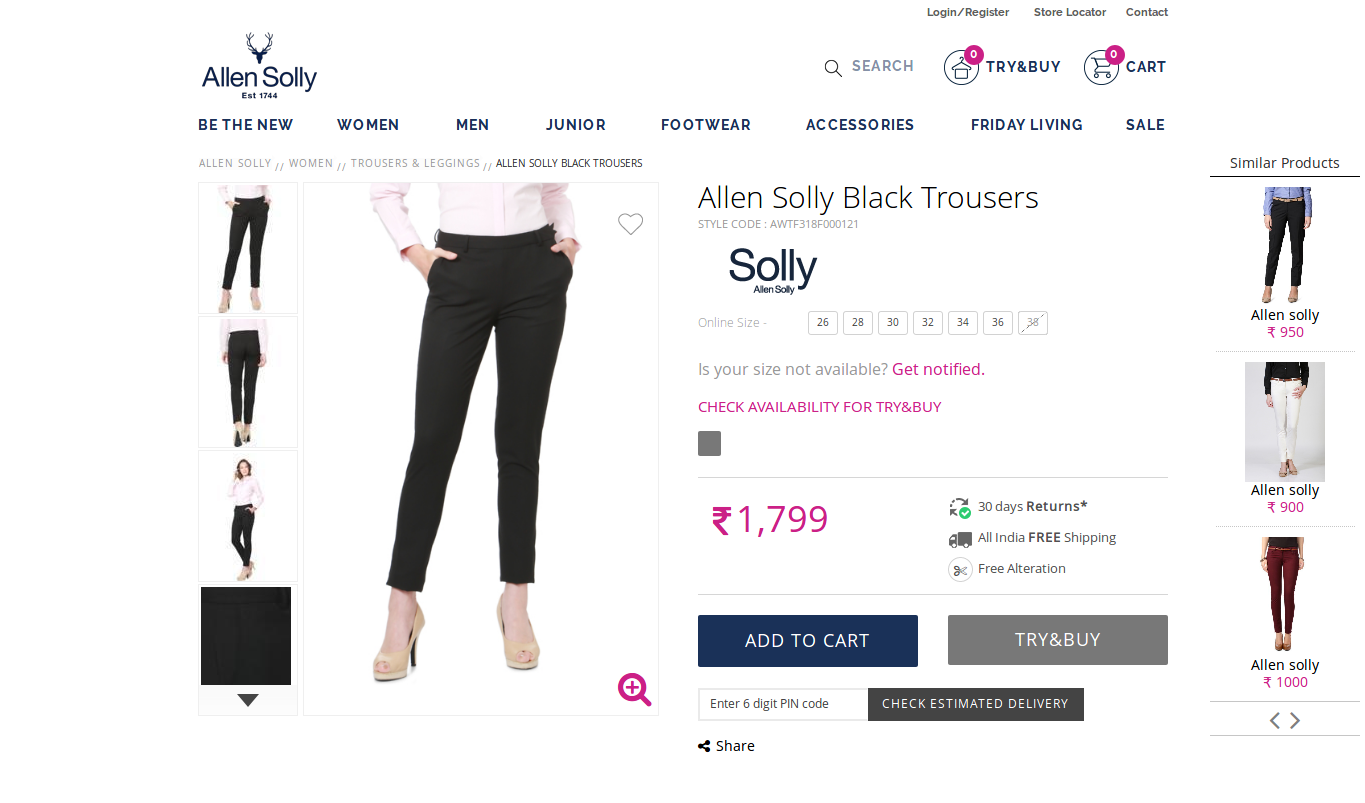 Login/Register Store Locator Contact
Allen Solly
Est 1744
SEARCH 0 TRY&BUY 0 CART
BE THE NEW WOMEN MEN JUNIOR FOOTWEAR ACCESSORIES FRIDAY LIVING SALE
ALLEN SOLLY // WOMEN // TROUSERS & LEGGINGS // ALLEN SOLLY BLACK TROUSERS
Allen Solly Black Trousers
STYLE CODE : AWTF318F000121
Solly
Allen Solly
Online Size - 26 28 30 32 34 36 38
Is your size not available? Get notified.
CHECK AVAILABILITY FOR TRY&BUY
₹ 1,799
30 days Returns*
All India FREE Shipping
Free Alteration
ADD TO CART TRY&BUY
Enter 6 digit PIN code CHECK ESTIMATED DELIVERY
Share
Similar Products
Allen solly
₹ 950
Allen solly
₹ 900
Allen solly
₹ 1000